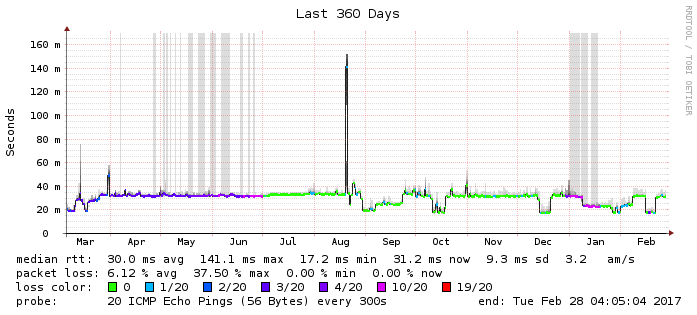 Last 360 Days
RRDTOOL / TOBI OETIKER
Seconds
160 m
140 m
120 m
100 m
80 m
60 m
40 m
20 m
0
Mar Apr May Jun Jul Aug Sep Oct Nov Dec Jan Feb
median rtt: 30.0 ms avg 141.1 ms max 17.2 ms min 31.2 ms now 9.3 ms sd 3.2 am/s
packet loss: 6.12 % avg 37.50 % max 0.00 % min 0.00 % now
loss color: 0 1/20 2/20 3/20 4/20 10/20 19/20
probe: 20 ICMP Echo Pings (56 Bytes) every 300s end: Tue Feb 28 04:05:04 2017